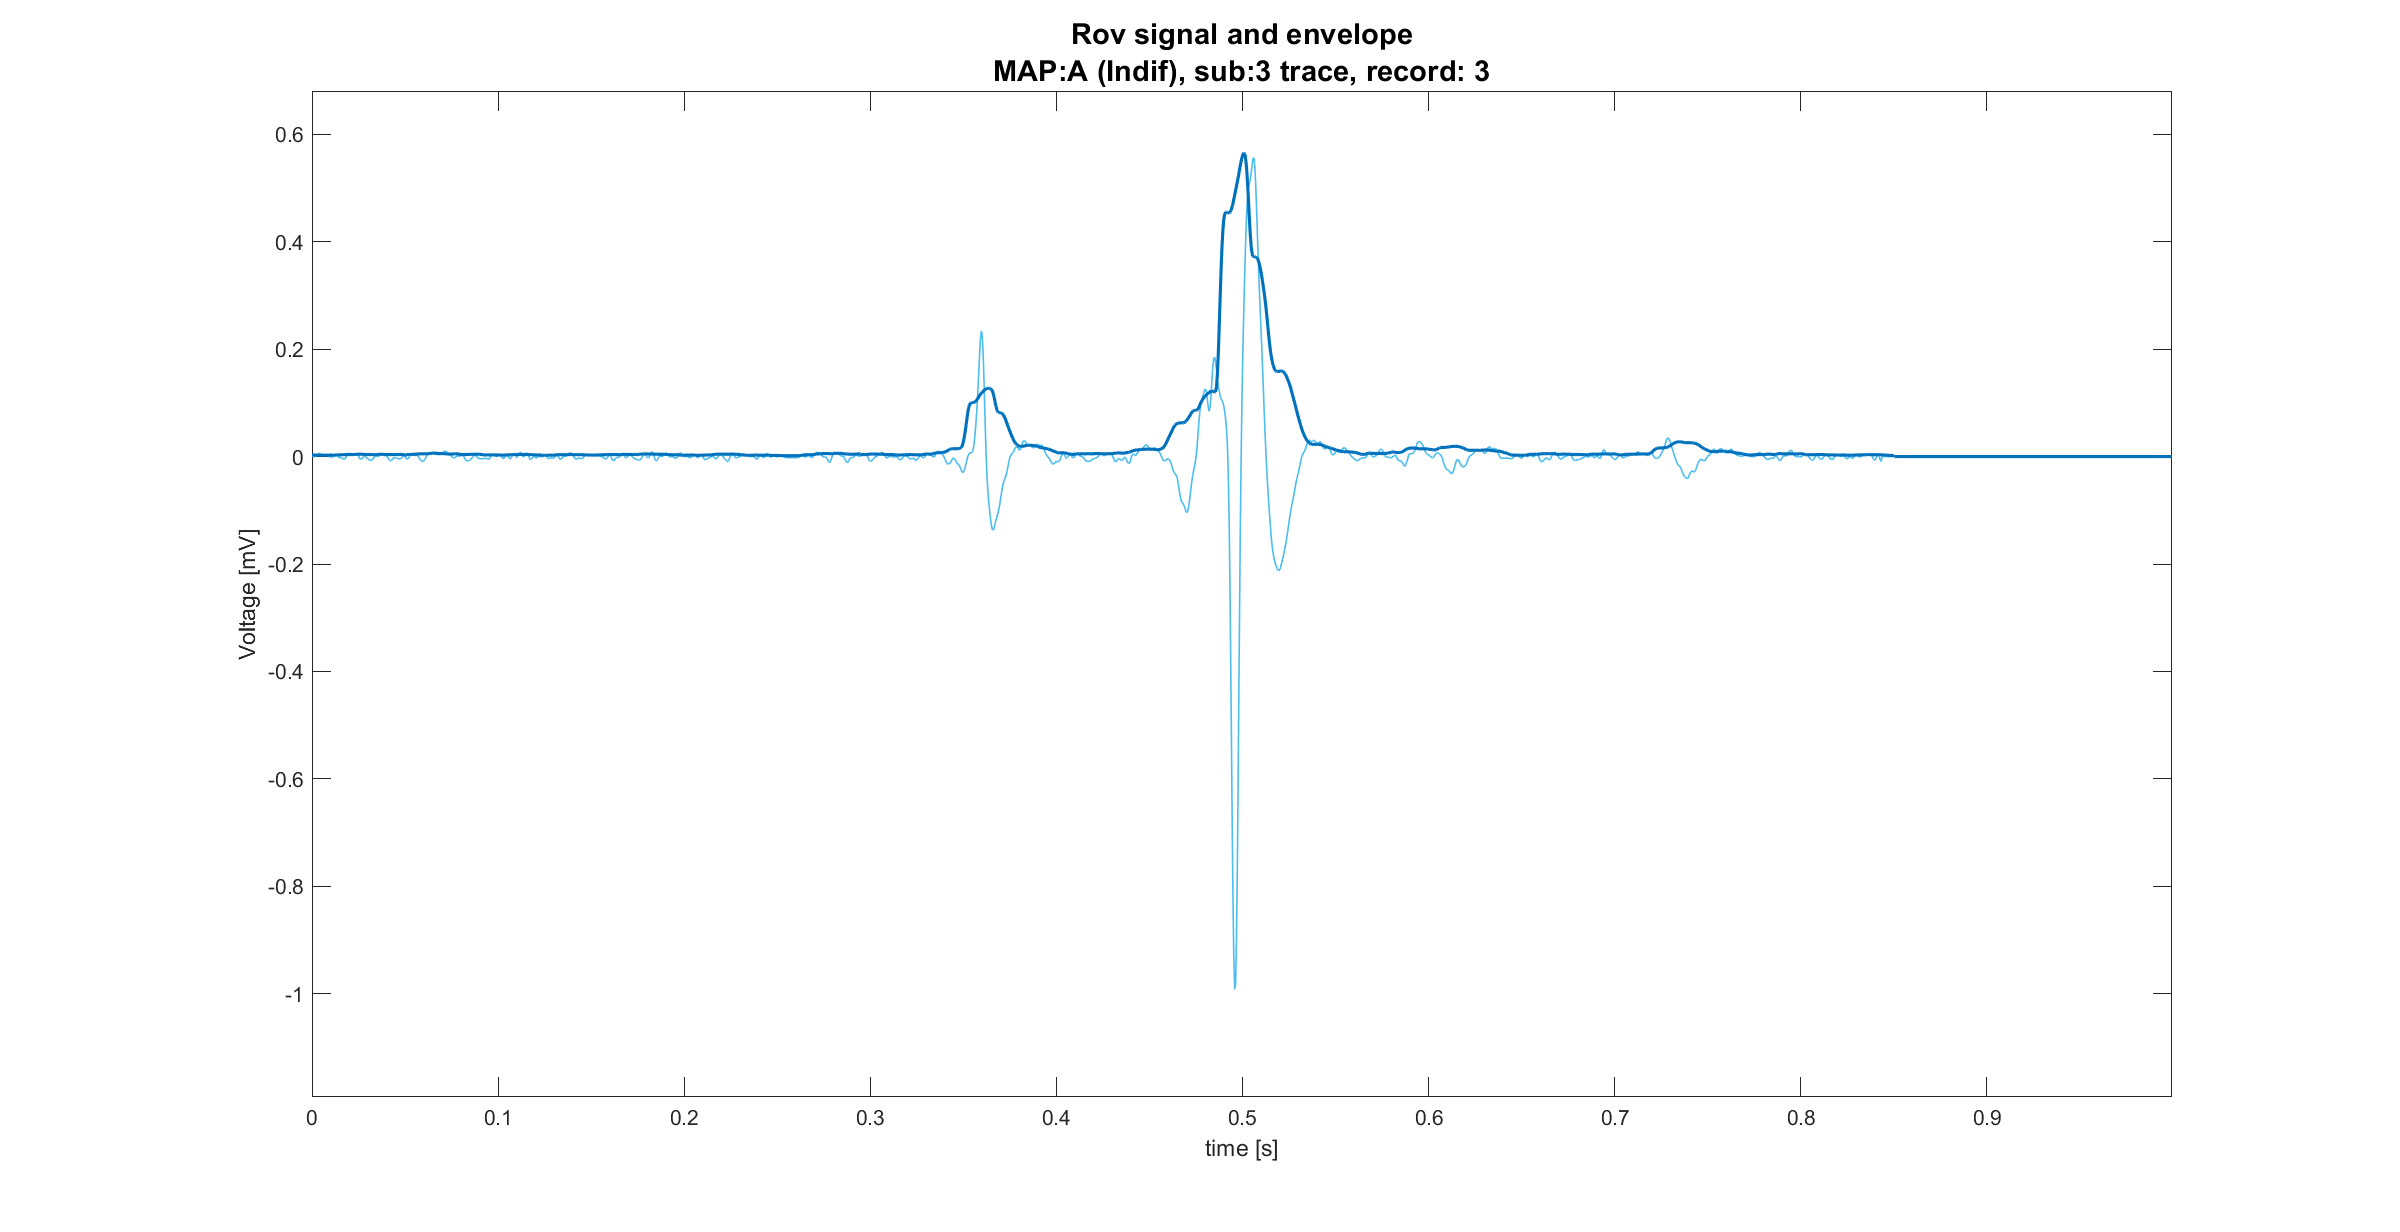 Rov signal and envelope
MAP:A (Indif), sub:3 trace, record: 3
0.6
0.4
0.2
0
-0.2
-0.4
-0.6
-0.8
-1
Voltage [mV]
0 0.1 0.2 0.3 0.4 0.5 0.6 0.7 0.8 0.9
time [s]